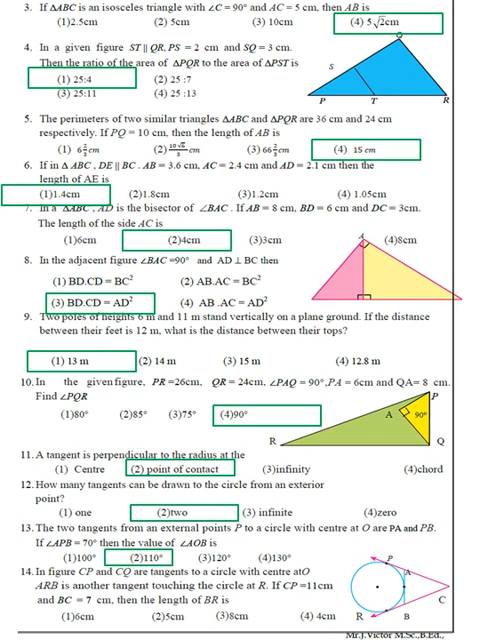 3. If ΔABC is an isosceles triangle with ∠C = 90° and AC = 5 cm, then AB is
(1)2.5cm (2) 5cm (3) 10cm (4) 5√2cm
Q
4. In a given figure ST || QR, PS = 2 cm and SQ = 3 cm.
Then the ratio of the area of ΔPQR to the area of ΔPST is
(1) 25:4 (2) 25 :7
(3) 25:11 (4) 25 :13
S
P T R
5. The perimeters of two similar triangles ΔABC and ΔPQR are 36 cm and 24 cm
respectively. If PQ = 10 cm, then the length of AB is
(1) 6⅔cm (2) 10√6/3 cm (3) 66⅔cm (4) 15 cm
6. If in Δ ABC , DE || BC . AB = 3.6 cm, AC = 2.4 cm and AD = 2.1 cm then the
length of AE is
(1)1.4cm (2)1.8cm (3)1.2cm (4) 1.05cm
7. In a ΔABC , AD is the bisector of ∠BAC . If AB = 8 cm, BD = 6 cm and DC = 3cm.
The length of the side AC is
(1)6cm (2)4cm (3)3cm (4)8cm
A
8. In the adjacent figure ∠BAC =90° and AD ⊥ BC then
(1) BD.CD = BC² (2) AB.AC = BC²
(3) BD.CD = AD² (4) AB .AC = AD²
9. Two poles of heights 6 m and 11 m stand vertically on a plane ground. If the distance
between their feet is 12 m, what is the distance between their tops?
(1) 13 m (2) 14 m (3) 15 m (4) 12.8 m
10. In the given figure, PR =26cm, QR = 24cm, ∠PAQ = 90°,PA = 6cm and QA= 8 cm.
Find ∠PQR
(1)80° (2)85° (3)75° (4)90°
P
A 90°
R Q
11. A tangent is perpendicular to the radius at the
(1) Centre (2) point of contact (3)infinity (4)chord
12. How many tangents can be drawn to the circle from an exterior
point?
(1) one (2)two (3) infinite (4)zero
13. The two tangents from an external points P to a circle with centre at O are PA and PB.
If ∠APB = 70° then the value of ∠AOB is
(1)100° (2)110° (3)120° (4)130°
14. In figure CP and CQ are tangents to a circle with centre atO
ARB is another tangent touching the circle at R. If CP =11cm
and BC = 7 cm, then the length of BR is
(1)6cm (2)5cm (3)8cm (4) 4cm
P
A
C
R B
Mr.J.Victor M.Sc.,B.Ed.,